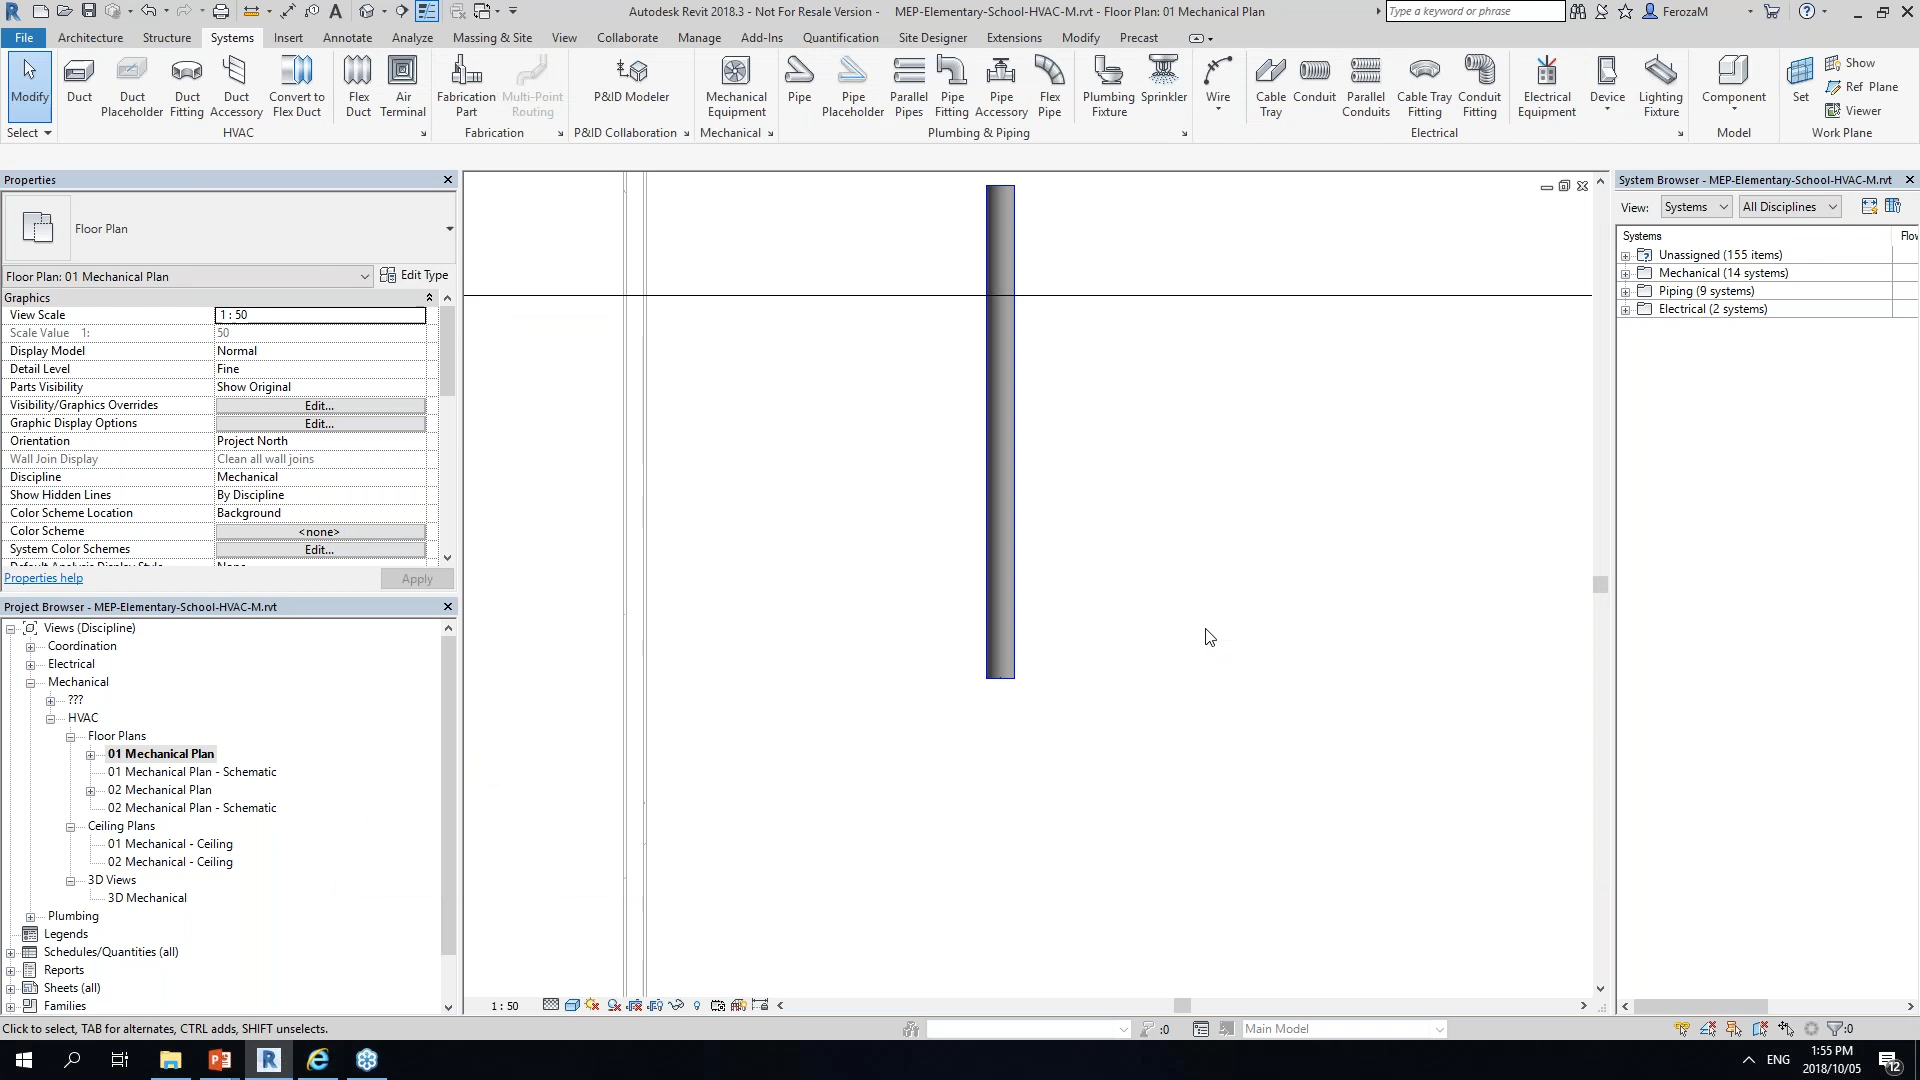 Autodesk Revit 2018.3 - Not For Resale Version - MEP-Elementary-School-HVAC-M.rvt - Floor Plan: 01 Mechanical Plan
Type a keyword or phrase
FerozaM
File Architecture Structure Systems Insert Annotate Analyze Massing & Site View Collaborate Manage Add-Ins Quantification Site Designer Extensions Modify Precast
Modify
Duct
Duct Placeholder
Duct Fitting
Duct Accessory
Convert to Flex Duct
Flex Duct
Air Terminal
Fabrication Part
Multi-Point Routing
P&ID Modeler
Mechanical Equipment
Pipe
Pipe Placeholder
Parallel Pipes
Pipe Fitting
Pipe Accessory
Flex Pipe
Plumbing Fixture
Sprinkler
Wire
Cable Tray
Conduit
Parallel Conduits
Cable Tray Fitting
Conduit Fitting
Electrical Equipment
Device
Lighting Fixture
Component
Set
Show
Ref Plane
Viewer
Select HVAC Fabrication P&ID Collaboration Mechanical Plumbing & Piping Electrical Model Work Plane
Properties
Floor Plan
Floor Plan: 01 Mechanical Plan Edit Type
Graphics
View Scale 1 : 50
Scale Value 1: 50
Display Model Normal
Detail Level Fine
Parts Visibility Show Original
Visibility/Graphics Overrides Edit...
Graphic Display Options Edit...
Orientation Project North
Wall Join Display Clean all wall joins
Discipline Mechanical
Show Hidden Lines By Discipline
Color Scheme Location Background
Color Scheme <none>
System Color Schemes Edit...
Default Analysis Display Style None
Properties help Apply
Project Browser - MEP-Elementary-School-HVAC-M.rvt
Views (Discipline)
Coordination
Electrical
Mechanical
???
HVAC
Floor Plans
01 Mechanical Plan
01 Mechanical Plan - Schematic
02 Mechanical Plan
02 Mechanical Plan - Schematic
Ceiling Plans
01 Mechanical - Ceiling
02 Mechanical - Ceiling
3D Views
3D Mechanical
Plumbing
Legends
Schedules/Quantities (all)
Reports
Sheets (all)
Families
System Browser - MEP-Elementary-School-HVAC-M.rvt
View: Systems All Disciplines
Systems Flow
Unassigned (155 items)
Mechanical (14 systems)
Piping (9 systems)
Electrical (2 systems)
1 : 50
Click to select, TAB for alternates, CTRL adds, SHIFT unselects.
:0
Main Model
:0
ENG
1:55 PM
2018/10/05
12